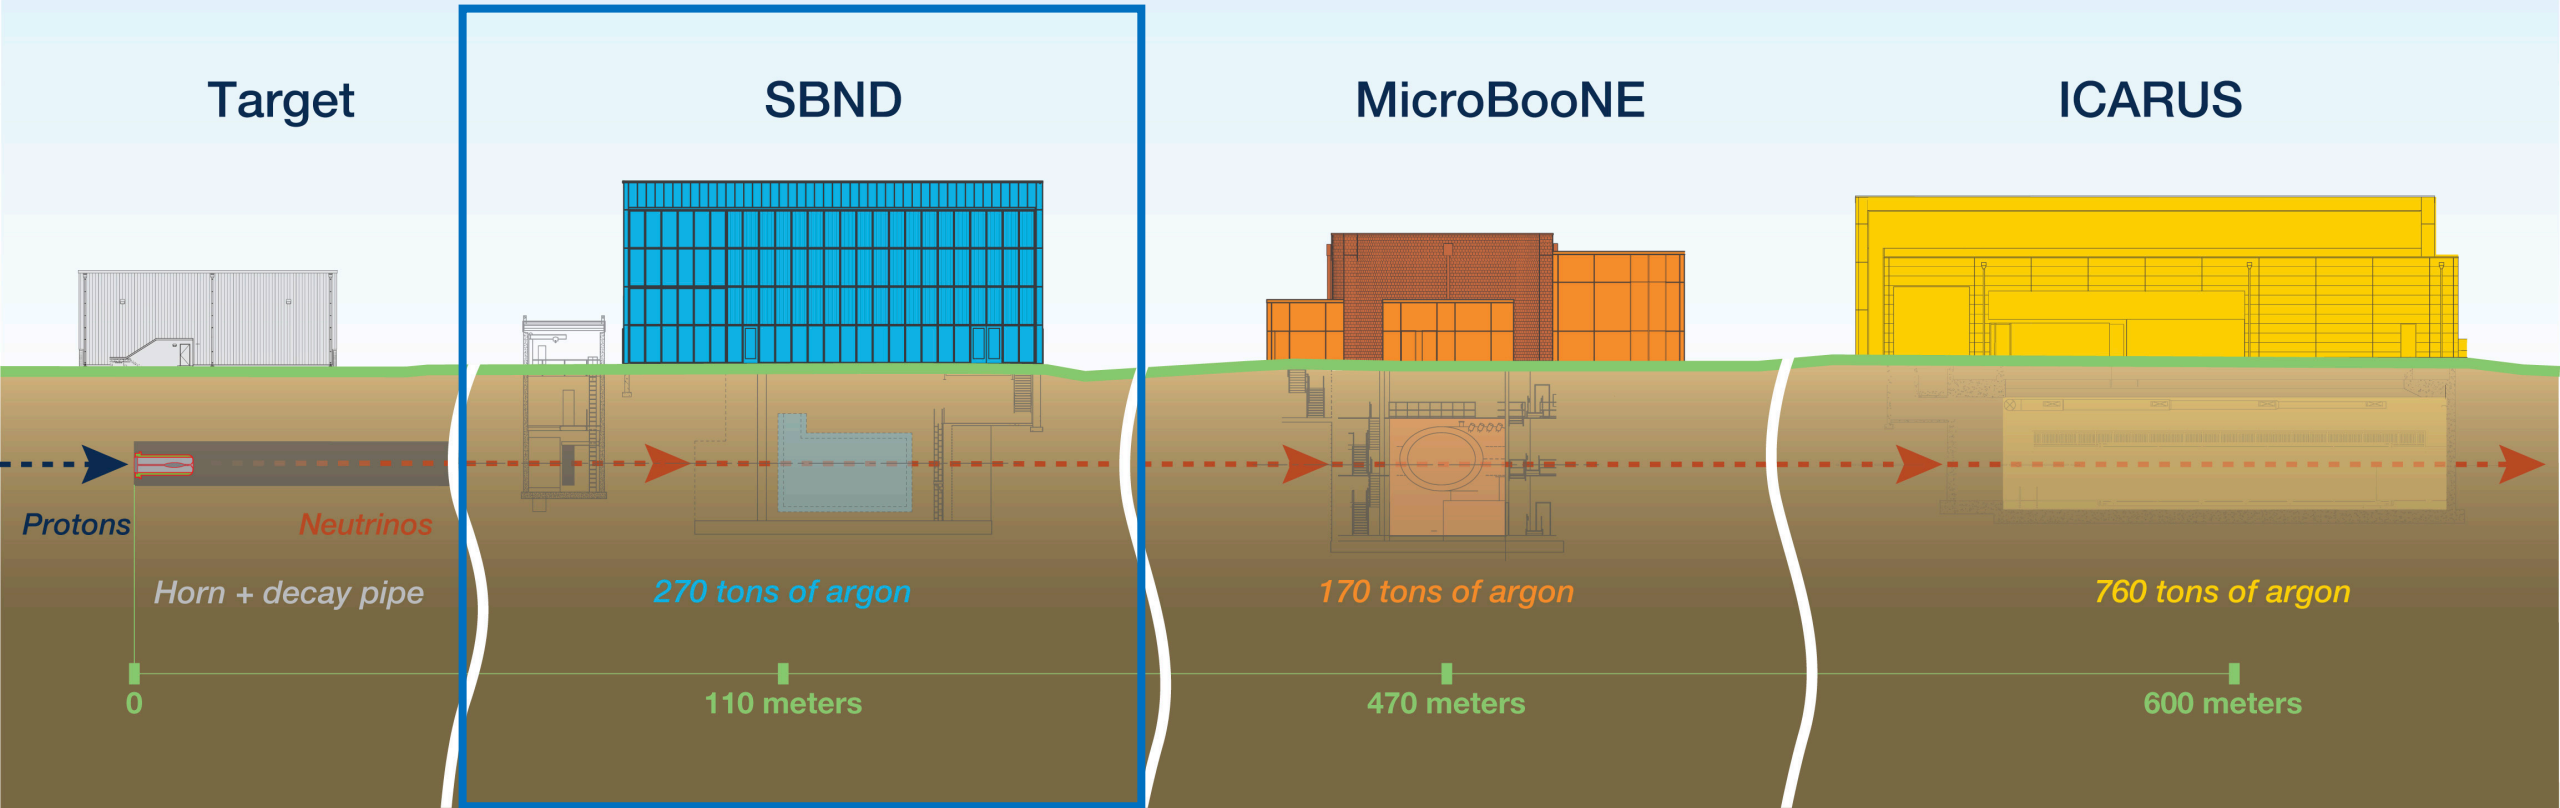 Target
SBND
MicroBooNE
ICARUS
Protons
Neutrinos
Horn + decay pipe
270 tons of argon
170 tons of argon
760 tons of argon
0
110 meters
470 meters
600 meters